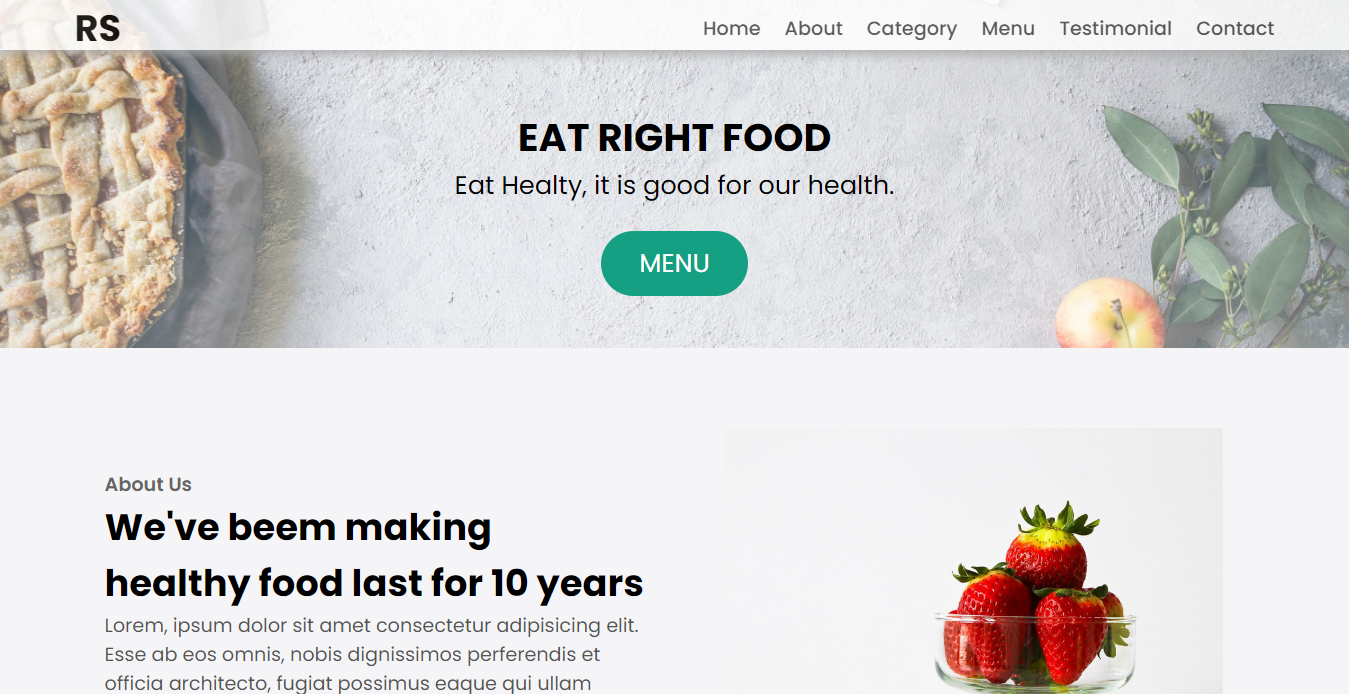 RS
Home About Category Menu Testimonial Contact
EAT RIGHT FOOD
Eat Healty, it is good for our health.
MENU
About Us
We've beem making
healthy food last for 10 years
Lorem, ipsum dolor sit amet consectetur adipisicing elit.
Esse ab eos omnis, nobis dignissimos perferendis et
officia architecto, fugiat possimus eaque qui ullam